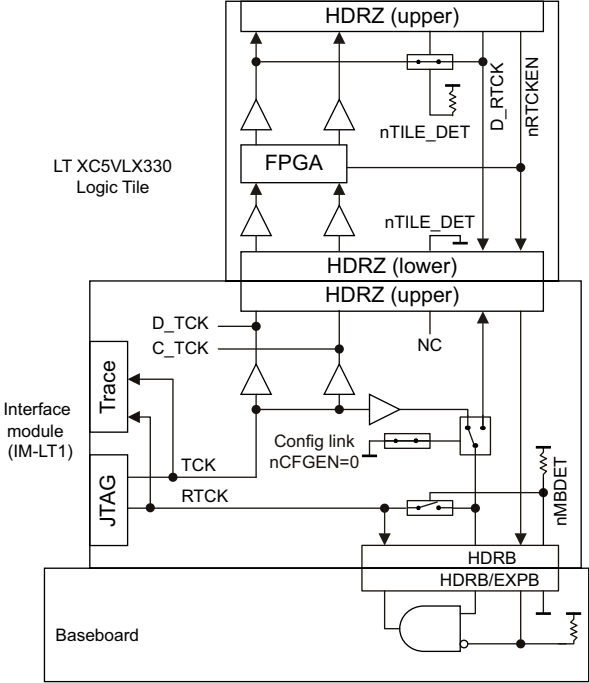 HDRZ (upper)
D_RTCK
nRTCKEN
nTILE_DET
FPGA
LT XC5VLX330
Logic Tile
nTILE_DET
HDRZ (lower)
HDRZ (upper)
D_TCK
C_TCK
NC
Trace
Interface
module
(IM-LT1)
Config link
nCFGEN=0
TCK
RTCK
JTAG
nMBDET
HDRB
HDRB/EXPB
Baseboard